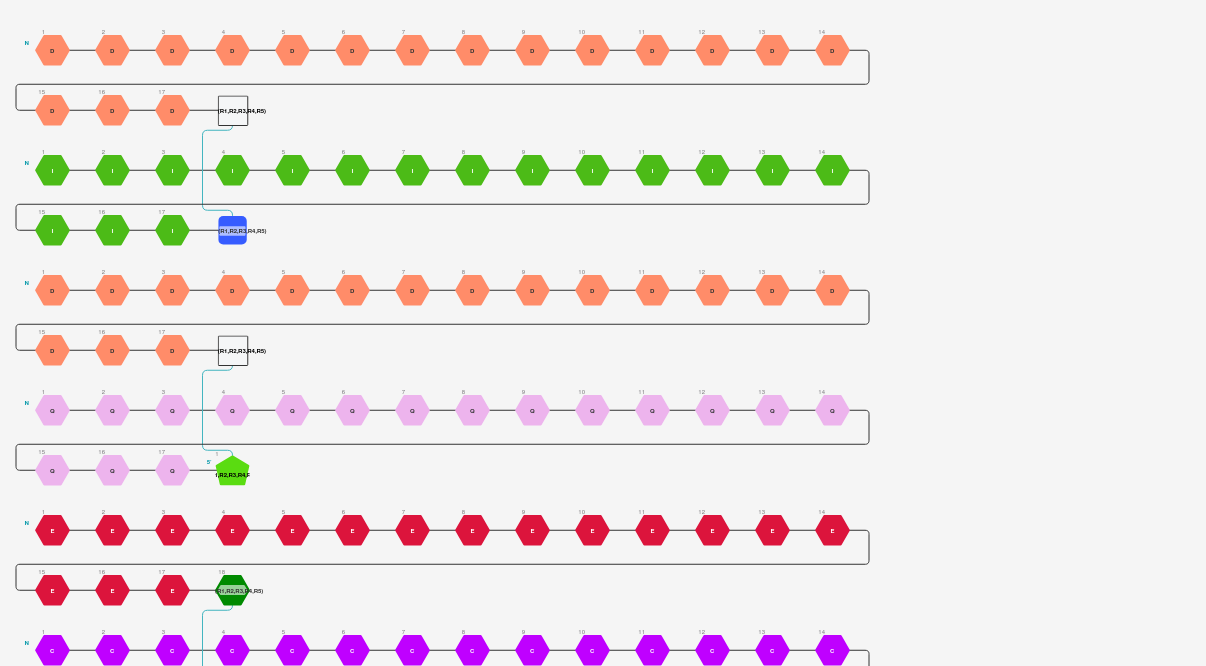 1 2 3 4 5 6 7 8 9 10 11 12 13 14
N D D D D D D D D D D D D D D
15 16 17
D D D (R1,R2,R3,R4,R5)
1 2 3 4 5 6 7 8 9 10 11 12 13 14
N I I I I I I I I I I I I I I
15 16 17
I I I (R1,R2,R3,R4,R5)
1 2 3 4 5 6 7 8 9 10 11 12 13 14
N D D D D D D D D D D D D D D
15 16 17
D D D (R1,R2,R3,R4,R5)
1 2 3 4 5 6 7 8 9 10 11 12 13 14
N Q Q Q Q Q Q Q Q Q Q Q Q Q Q
15 16 17 1
Q Q Q 5' 1,R2,R3,R4,F
1 2 3 4 5 6 7 8 9 10 11 12 13 14
N E E E E E E E E E E E E E E
15 16 17 18
E E E (R1,R2,R3,R4,R5)
1 2 3 4 5 6 7 8 9 10 11 12 13 14
N C C C C C C C C C C C C C C